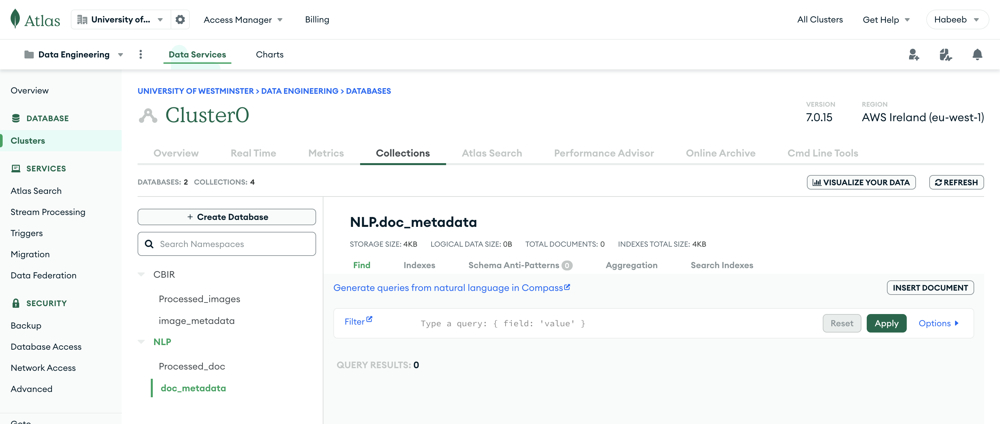 Atlas
University of...
Access Manager
Billing
All Clusters
Get Help
Habeeb
Data Engineering
Data Services
Charts
Overview
DATABASE
Clusters
SERVICES
Atlas Search
Stream Processing
Triggers
Migration
Data Federation
SECURITY
Backup
Database Access
Network Access
Advanced
Goto
UNIVERSITY OF WESTMINSTER > DATA ENGINEERING > DATABASES
Cluster0
VERSION
7.0.15
REGION
AWS Ireland (eu-west-1)
Overview
Real Time
Metrics
Collections
Atlas Search
Performance Advisor
Online Archive
Cmd Line Tools
DATABASES: 2 COLLECTIONS: 4
VISUALIZE YOUR DATA
REFRESH
+ Create Database
Search Namespaces
CBIR
Processed_images
image_metadata
NLP
Processed_doc
doc_metadata
NLP.doc_metadata
STORAGE SIZE: 4KB LOGICAL DATA SIZE: 0B TOTAL DOCUMENTS: 0 INDEXES TOTAL SIZE: 4KB
Find
Indexes
Schema Anti-Patterns 0
Aggregation
Search Indexes
Generate queries from natural language in Compass
INSERT DOCUMENT
Filter
Type a query: { field: 'value' }
Reset
Apply
Options
QUERY RESULTS: 0